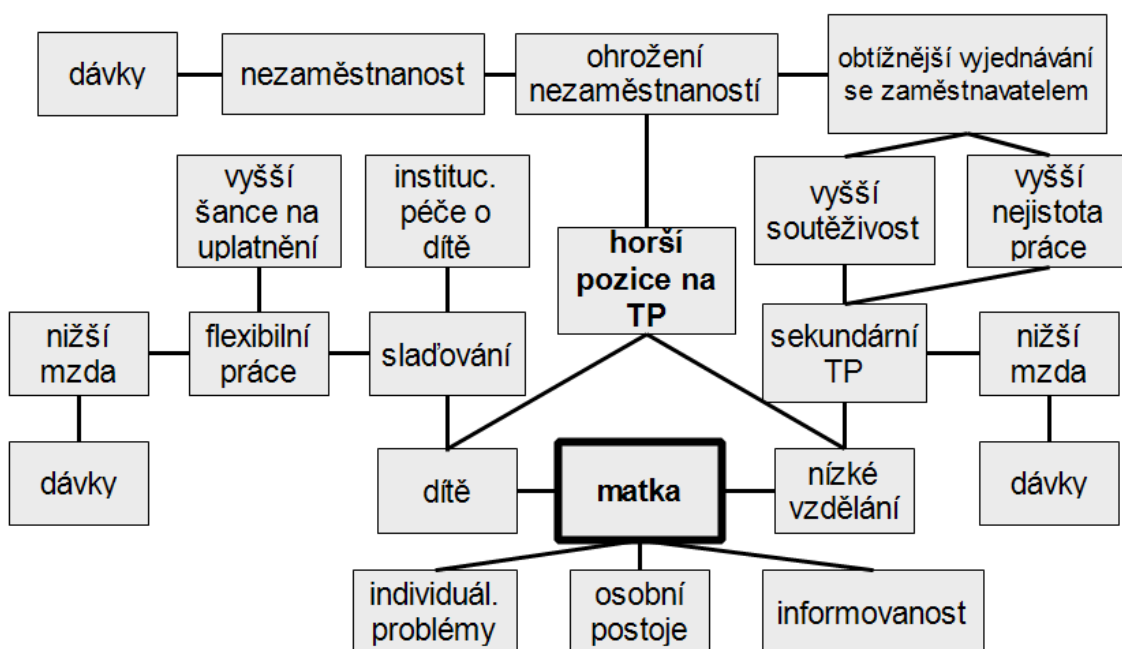 dávky
nezaměstnanost
ohrožení
nezaměstnaností
obtížnější vyjednávání
se zaměstnavatelem
vyšší
šance na
uplatnění
instituc.
péče o
dítě
horší
pozice na
TP
vyšší
soutěživost
vyšší
nejistota
práce
nižší
mzda
flexibilní
práce
slaďování
sekundární
TP
nižší
mzda
dávky
dítě
matka
nízké
vzdělání
dávky
individuál.
problémy
osobní
postoje
informovanost